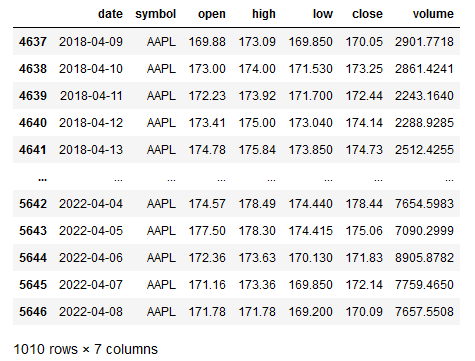 date symbol open high low close volume
4637 2018-04-09 AAPL 169.88 173.09 169.850 170.05 2901.7718
4638 2018-04-10 AAPL 173.00 174.00 171.530 173.25 2861.4241
4639 2018-04-11 AAPL 172.23 173.92 171.700 172.44 2243.1640
4640 2018-04-12 AAPL 173.41 175.00 173.040 174.14 2288.9285
4641 2018-04-13 AAPL 174.78 175.84 173.850 174.73 2512.4255
... ... ... ... ... ... ... ...
5642 2022-04-04 AAPL 174.57 178.49 174.440 178.44 7654.5983
5643 2022-04-05 AAPL 177.50 178.30 174.415 175.06 7090.2999
5644 2022-04-06 AAPL 172.36 173.63 170.130 171.83 8905.8782
5645 2022-04-07 AAPL 171.16 173.36 169.850 172.14 7759.4650
5646 2022-04-08 AAPL 171.78 171.78 169.200 170.09 7657.5508
1010 rows × 7 columns